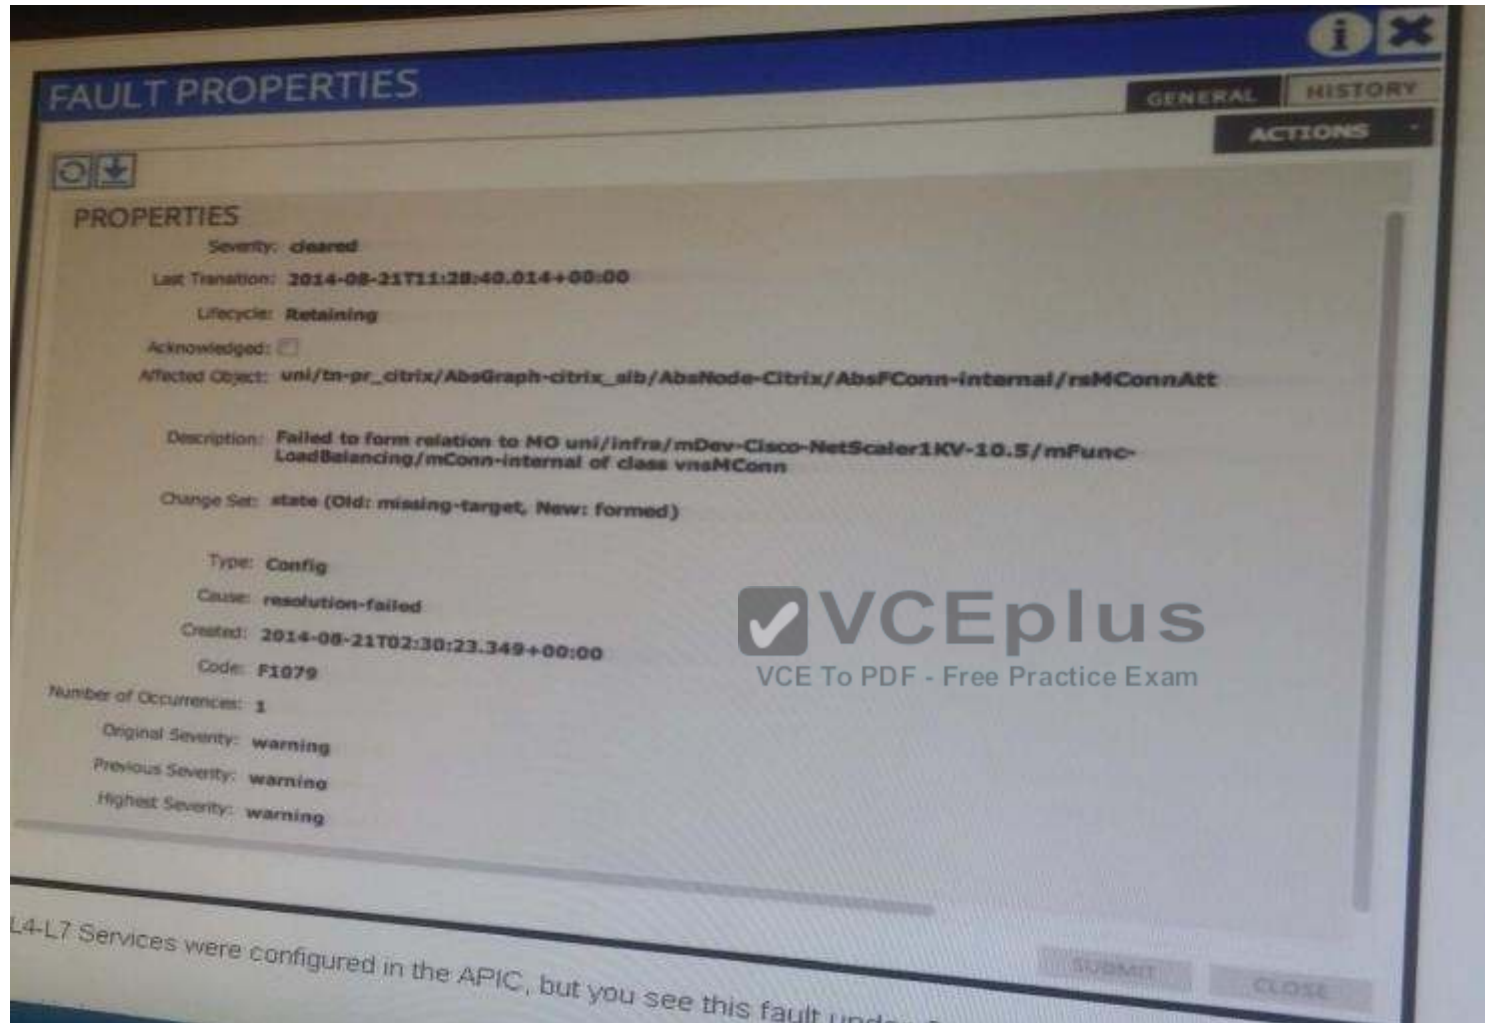 FAULT PROPERTIES
GENERAL
HISTORY
ACTIONS
PROPERTIES
Severity: cleared
Last Transition: 2014-08-21T11:28:40.014+00:00
Lifecycle: Retaining
Acknowledged:
Affected Object: uni/tn-pr_citrix/AbsGraph-citrix_slb/AbsNode-Citrix/AbsFConn-internal/rsMConnAtt
Description: Failed to form relation to MO uni/infra/mDev-Cisco-NetScaler1KV-10.5/mFunc-
LoadBalancing/mConn-internal of class vnsMConn
Change Set: state (Old: missing-target, New: formed)
Type: Config
Cause: resolution-failed
Created: 2014-08-21T02:30:23.349+00:00
Code: F1079
Number of Occurrences: 1
Original Severity: warning
Previous Severity: warning
Highest Severity: warning
VCEplus
VCE To PDF - Free Practice Exam
SUBMIT
CLOSE
L4-L7 Services were configured in the APIC, but you see this fault